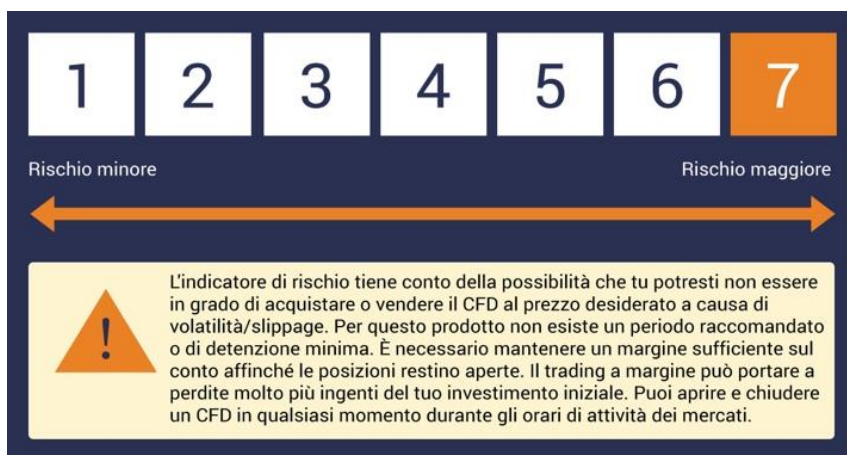 1 2 3 4 5 6 7
Rischio minore Rischio maggiore
!
L'indicatore di rischio tiene conto della possibilità che tu potresti non essere
in grado di acquistare o vendere il CFD al prezzo desiderato a causa di
volatilità/slippage. Per questo prodotto non esiste un periodo raccomandato
o di detenzione minima. È necessario mantenere un margine sufficiente sul
conto affinché le posizioni restino aperte. Il trading a margine può portare a
perdite molto più ingenti del tuo investimento iniziale. Puoi aprire e chiudere
un CFD in qualsiasi momento durante gli orari di attività dei mercati.